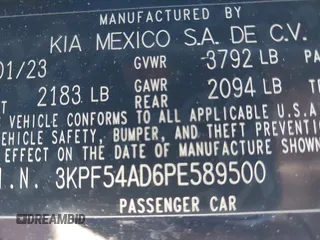 MANUFACTURED BY
KIA MEXICO S.A. DE C.V.
01/23 GVWR 3792 LB
2183 LB GAWR REAR 2094 LB
VEHICLE CONFORMS TO ALL APPLICABLE U.S.A
VEHICLE SAFETY, BUMPER, AND THEFT
EFFECT ON THE DATE OF MANUFACTURE SHOWN
I.N. 3KPF54AD6PE589500
PASSENGER CAR
DREAMBID